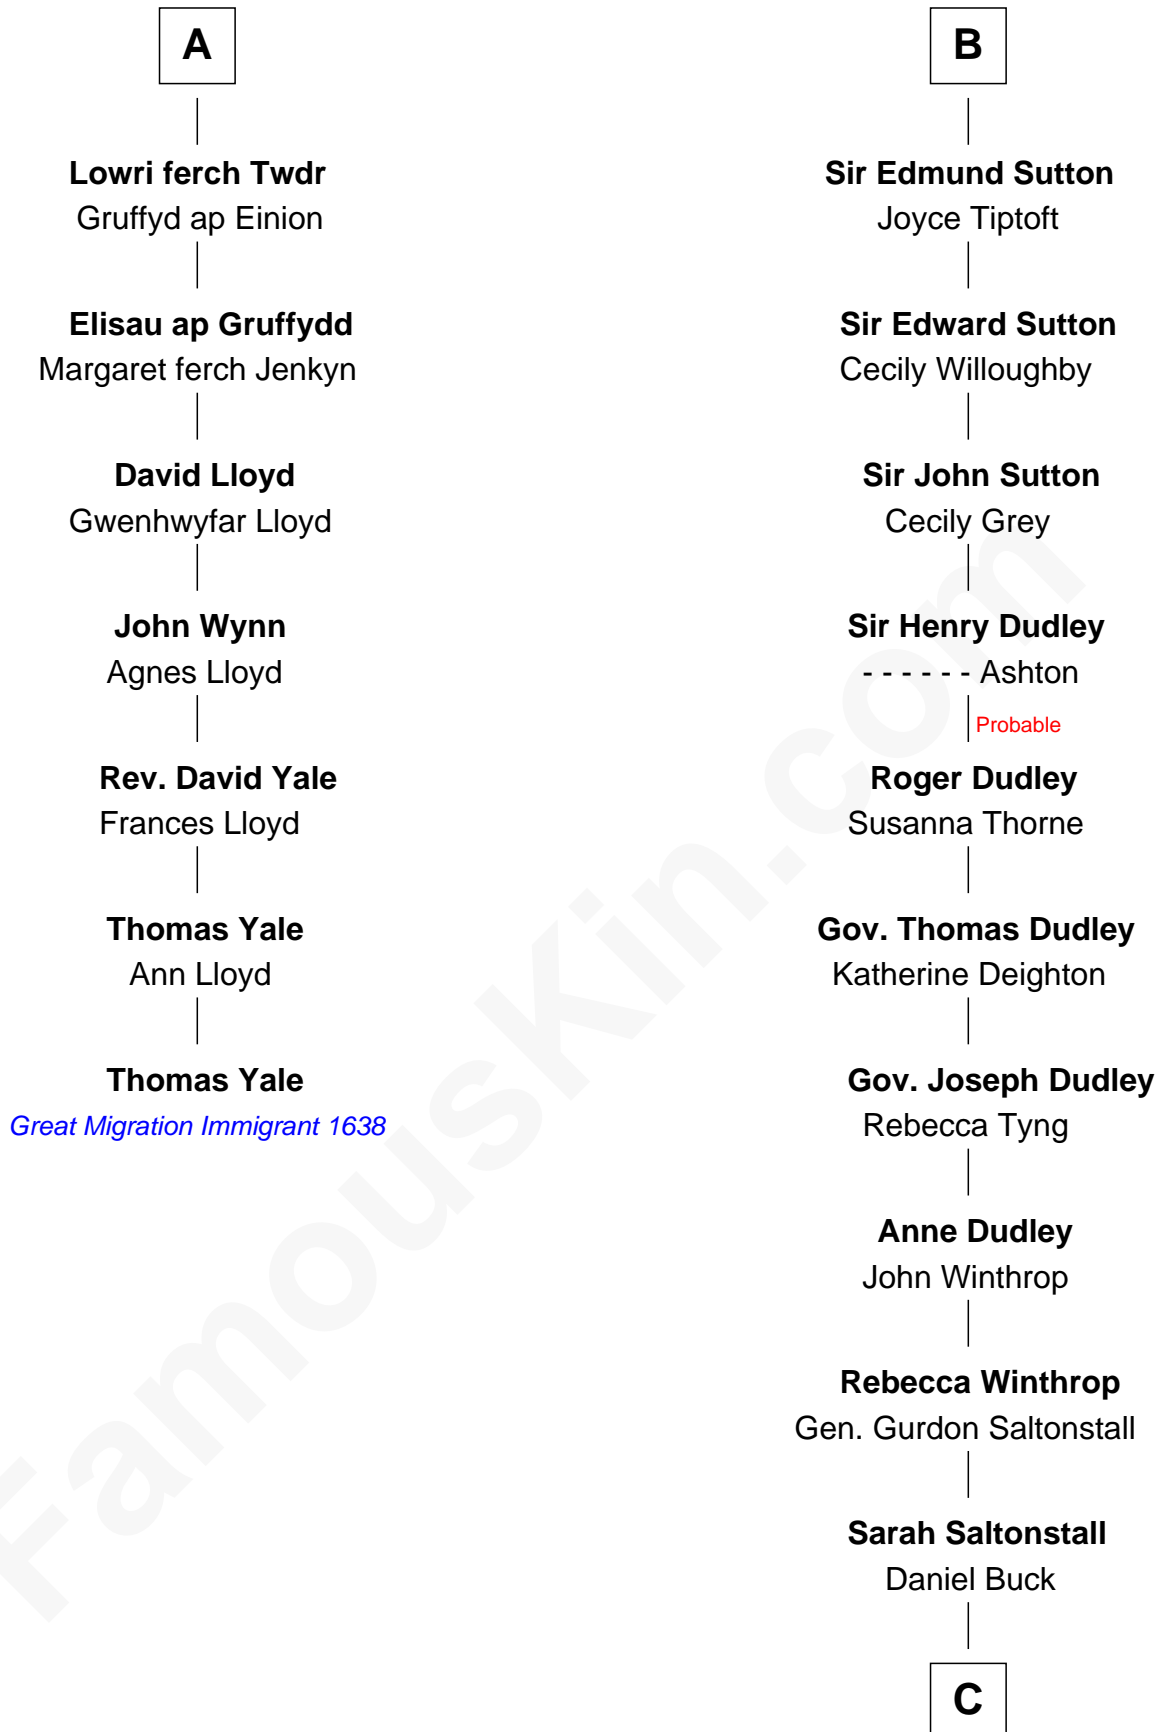 A
Lowri ferch Twdr
Gruffyd ap Einion
Elisau ap Gruffydd
Margaret ferch Jenkyn
David Lloyd
Gwenhwyfar Lloyd
John Wynn
Agnes Lloyd
Rev. David Yale
Frances Lloyd
Thomas Yale
Ann Lloyd
Thomas Yale
Great Migration Immigrant 1638
B
Sir Edmund Sutton
Joyce Tiptoft
Sir Edward Sutton
Cecily Willoughby
Sir John Sutton
Cecily Grey
Sir Henry Dudley
- - - - - - Ashton
Probable
Roger Dudley
Susanna Thorne
Gov. Thomas Dudley
Katherine Deighton
Gov. Joseph Dudley
Rebecca Tyng
Anne Dudley
John Winthrop
Rebecca Winthrop
Gen. Gurdon Saltonstall
Sarah Saltonstall
Daniel Buck
C
FamousKin.com